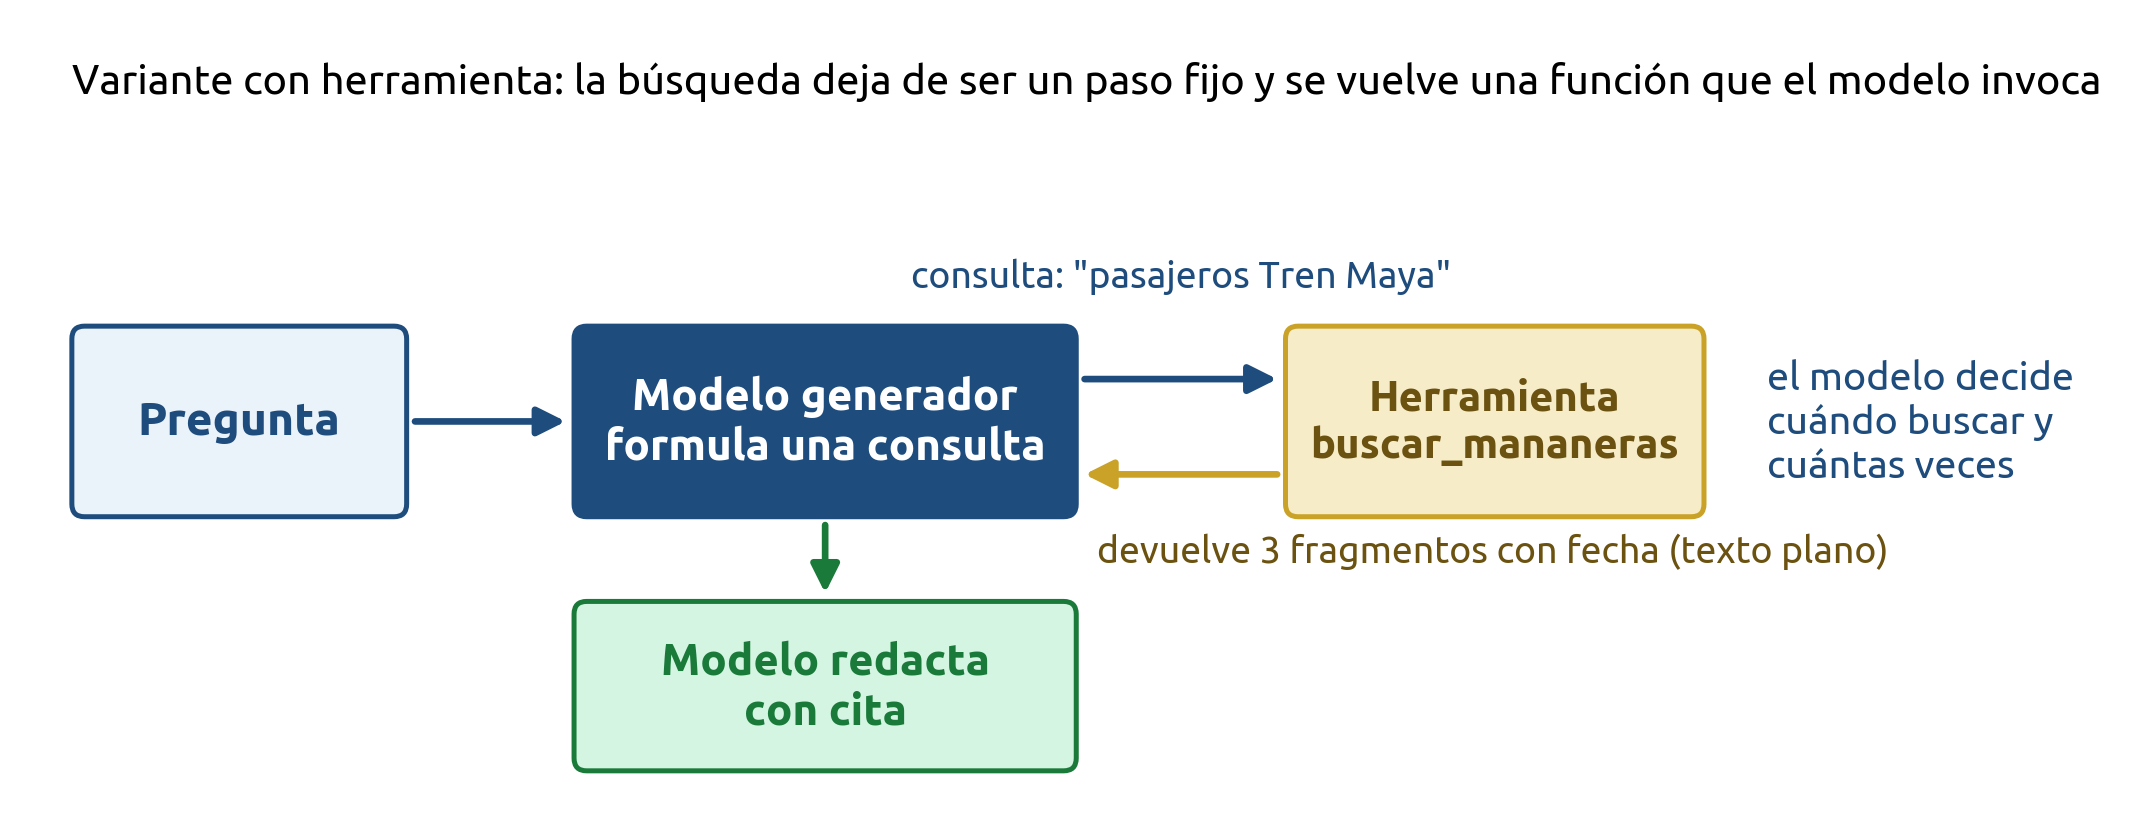 Variante con herramienta: la búsqueda deja de ser un paso fijo y se vuelve una función que el modelo invoca
consulta: "pasajeros Tren Maya"
Pregunta
Modelo generador
formula una consulta
Herramienta
buscar_mananeras
el modelo decide
cuándo buscar y
cuántas veces
devuelve 3 fragmentos con fecha (texto plano)
Modelo redacta
con cita